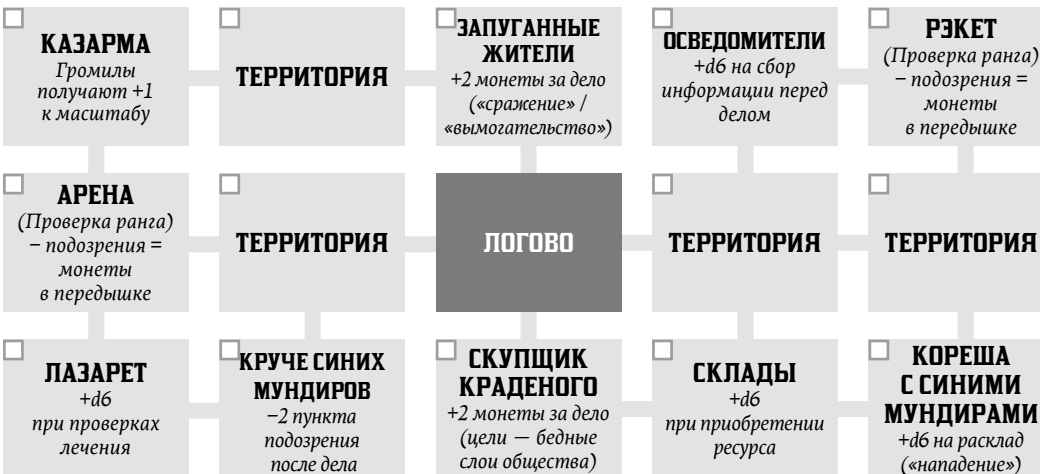 КАЗАРМА
Громилы
получают +1
к масштабу
ТЕРРИТОРИЯ
ЗАПУГАННЫЕ
ЖИТЕЛИ
+2 монеты за дело
(«сражение» /
«вымогательство»)
ОСВЕДОМИТЕЛИ
+d6 на сбор
информации перед
делом
РЭКЕТ
(Проверка ранга)
– подозрения =
монеты
в передышке
АРЕНА
(Проверка ранга)
– подозрения =
монеты
в передышке
ТЕРРИТОРИЯ
ЛОГОВО
ТЕРРИТОРИЯ
ТЕРРИТОРИЯ
ЛАЗАРЕТ
+d6
при проверках
лечения
КРУЧЕ СИНИХ
МУНДИРОВ
–2 пункта
подозрения
после дела
СКУПЩИК
КРАДЕНОГО
+2 монеты за дело
(цели — бедные
слои общества)
СКЛАДЫ
+d6
при приобретении
ресурса
КОРЕША
С СИНИМИ
МУНДИРАМИ
+d6 на расклад
(«нападение»)